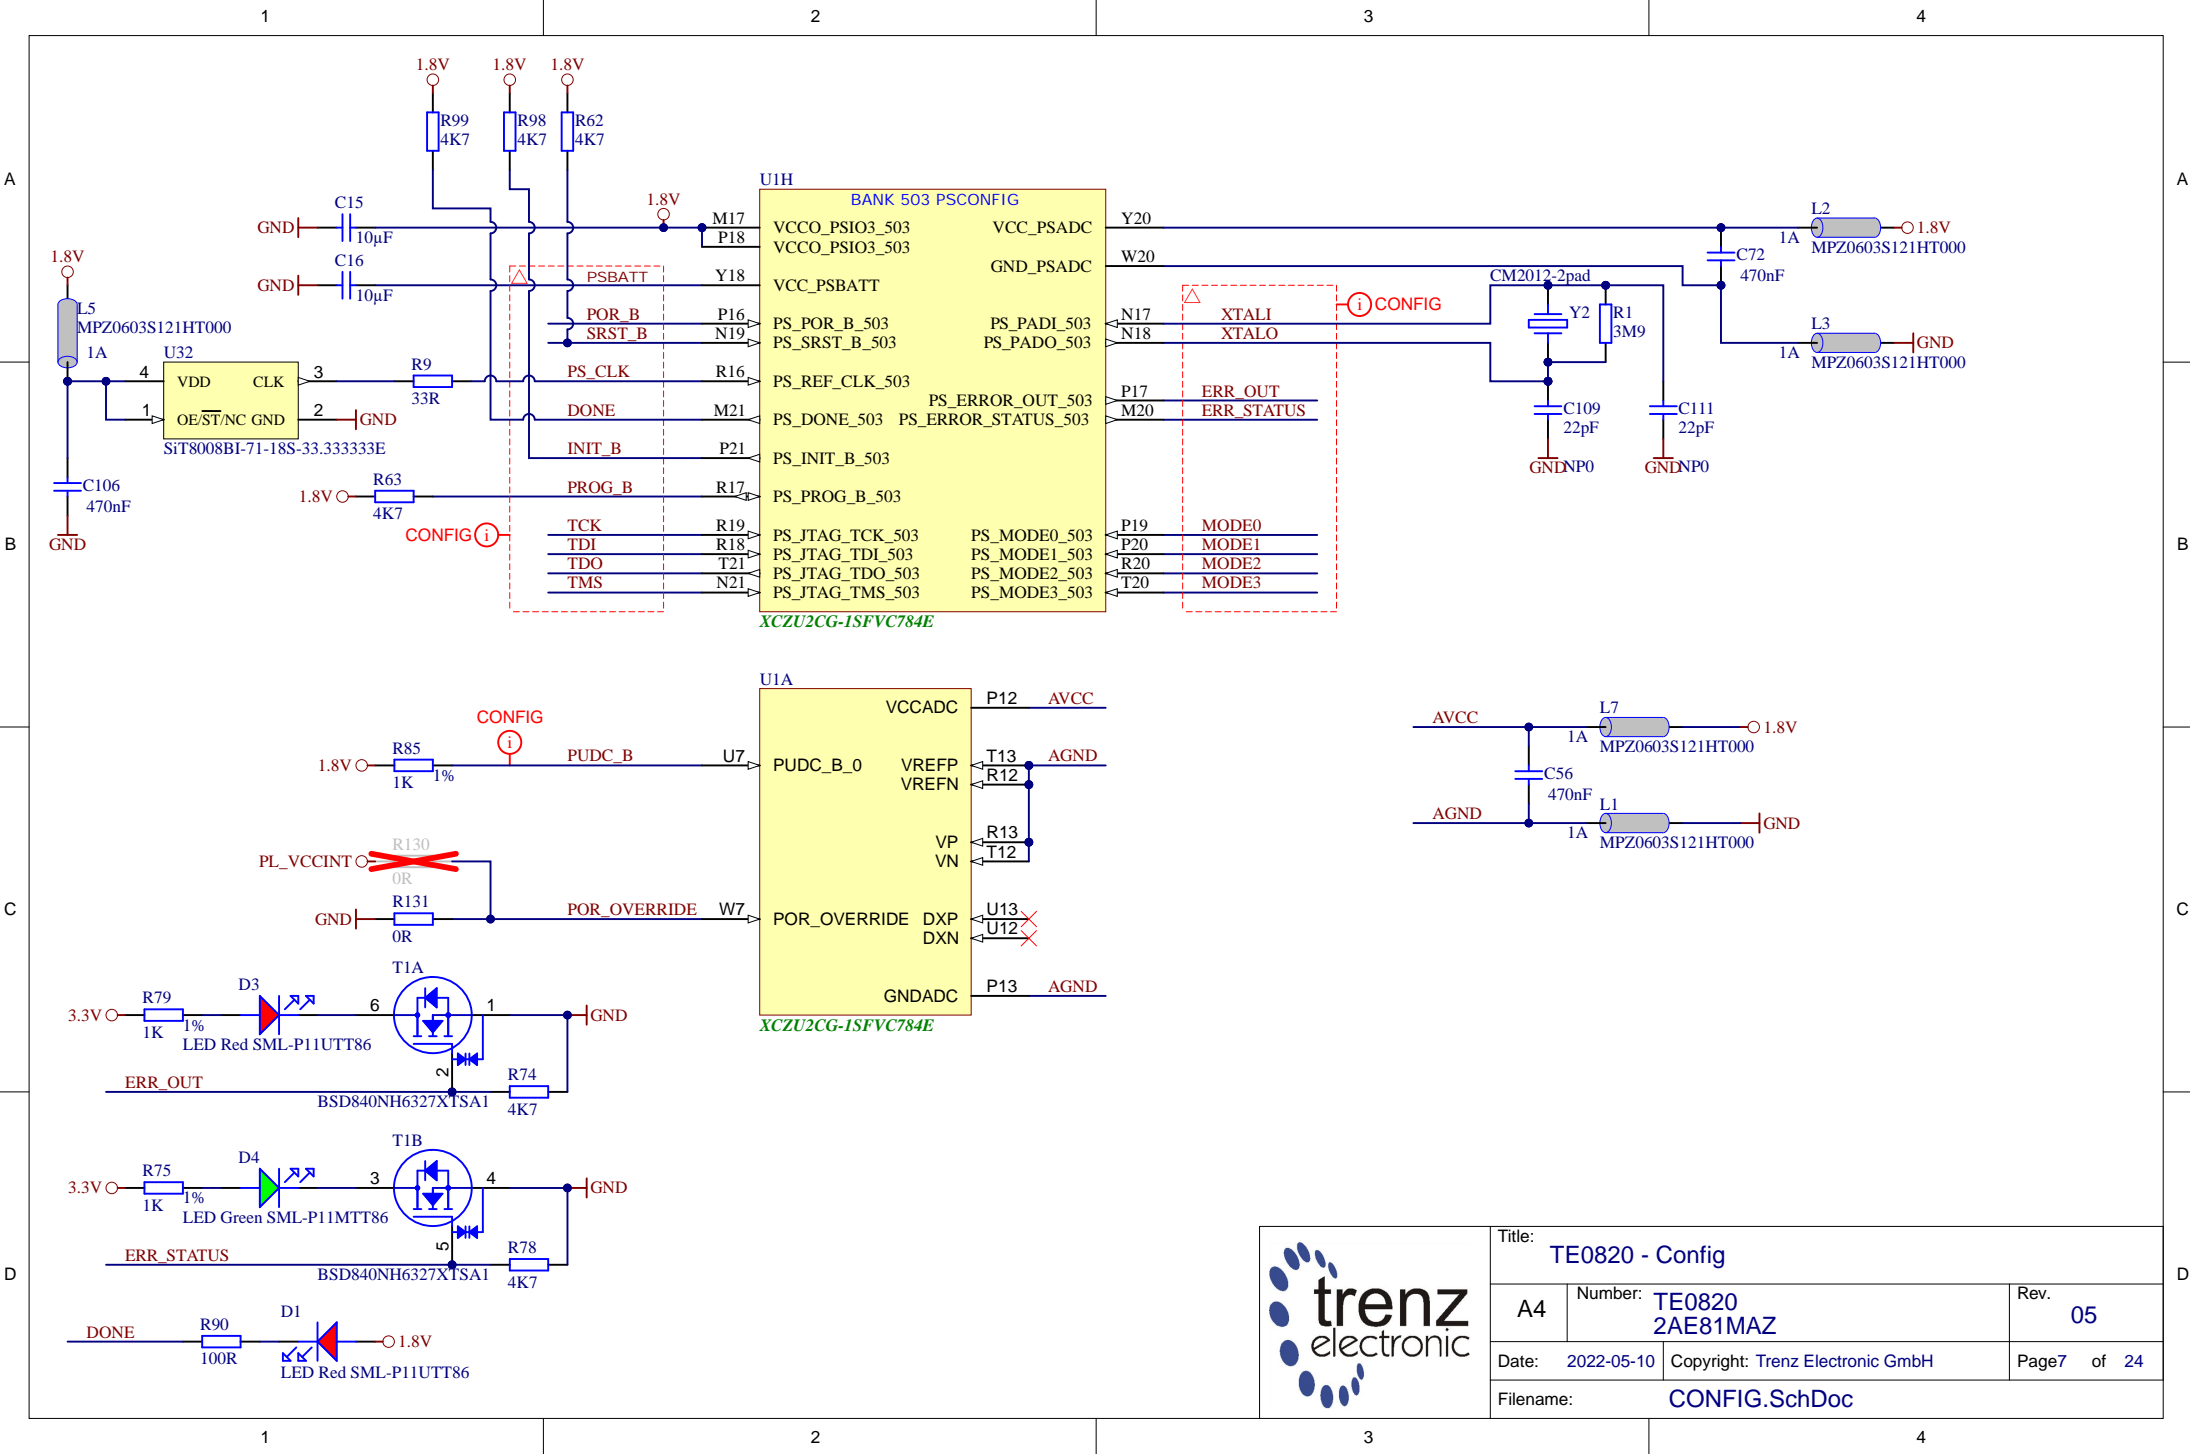 1 2 3 4
A A
B B
C C
D D
1.8V 1.8V 1.8V
R99 4K7
R98 4K7
R62 4K7
C15
GND 10µF
1.8V
C16
GND 10µF
1.8V
L5
MPZ0603S121HT000
1A
U32
4 VDD CLK 3
1 OE/ST/NC GND 2 GND
SiT8008BI-71-18S-33.333333E
R9
33R
C106
470nF
GND
1.8V R63
4K7
CONFIG i
PSBATT
POR_B
SRST_B
PS_CLK
DONE
INIT_B
PROG_B
TCK
TDI
TDO
TMS
U1H
BANK 503 PSCONFIG
M17 VCCO_PSIO3_503
P18 VCCO_PSIO3_503
Y18 VCC_PSBATT
P16 PS_POR_B_503
N19 PS_SRST_B_503
R16 PS_REF_CLK_503
M21 PS_DONE_503
P21 PS_INIT_B_503
R17 PS_PROG_B_503
R19 PS_JTAG_TCK_503
R18 PS_JTAG_TDI_503
T21 PS_JTAG_TDO_503
N21 PS_JTAG_TMS_503
VCC_PSADC Y20
GND_PSADC W20
PS_PADI_503 N17 XTALI
PS_PADO_503 N18 XTALO
PS_ERROR_OUT_503 P17 ERR_OUT
PS_ERROR_STATUS_503 M20 ERR_STATUS
PS_MODE0_503 P19 MODE0
PS_MODE1_503 P20 MODE1
PS_MODE2_503 R20 MODE2
PS_MODE3_503 T20 MODE3
XCZU2CG-1SFVC784E
i CONFIG
CM2012-2pad
Y2
R1
3M9
C109
22pF
GND NP0
C111
22pF
GND NP0
L2
1A 1.8V
MPZ0603S121HT000
C72
470nF
L3
1A GND
MPZ0603S121HT000
U1A
CONFIG
i
1.8V R85
1K 1%
PUDC_B U7 PUDC_B_0
PL_VCCINT R130
0R
GND R131
0R
POR_OVERRIDE W7 POR_OVERRIDE
VCCADC P12 AVCC
VREFP T13 AGND
VREFN R12
VP R13
VN T12
DXP U13
DXN U12
GNDADC P13 AGND
XCZU2CG-1SFVC784E
AVCC L7
1A 1.8V
MPZ0603S121HT000
C56
470nF
AGND L1
1A GND
MPZ0603S121HT000
3.3V R79
1K 1%
D3
LED Red SML-P11UTT86
T1A
6 1 2
GND
ERR_OUT
BSD840NH6327XTSA1
R74
4K7
3.3V R75
1K 1%
D4
LED Green SML-P11MTT86
T1B
3 4 5
GND
ERR_STATUS
BSD840NH6327XTSA1
R78
4K7
DONE R90
100R
D1
1.8V
LED Red SML-P11UTT86
trenz
electronic
Title: TE0820 - Config
A4 Number: TE0820
2AE81MAZ
Rev. 05
Date: 2022-05-10 Copyright: Trenz Electronic GmbH Page7 of 24
Filename: CONFIG.SchDoc
1 2 3 4